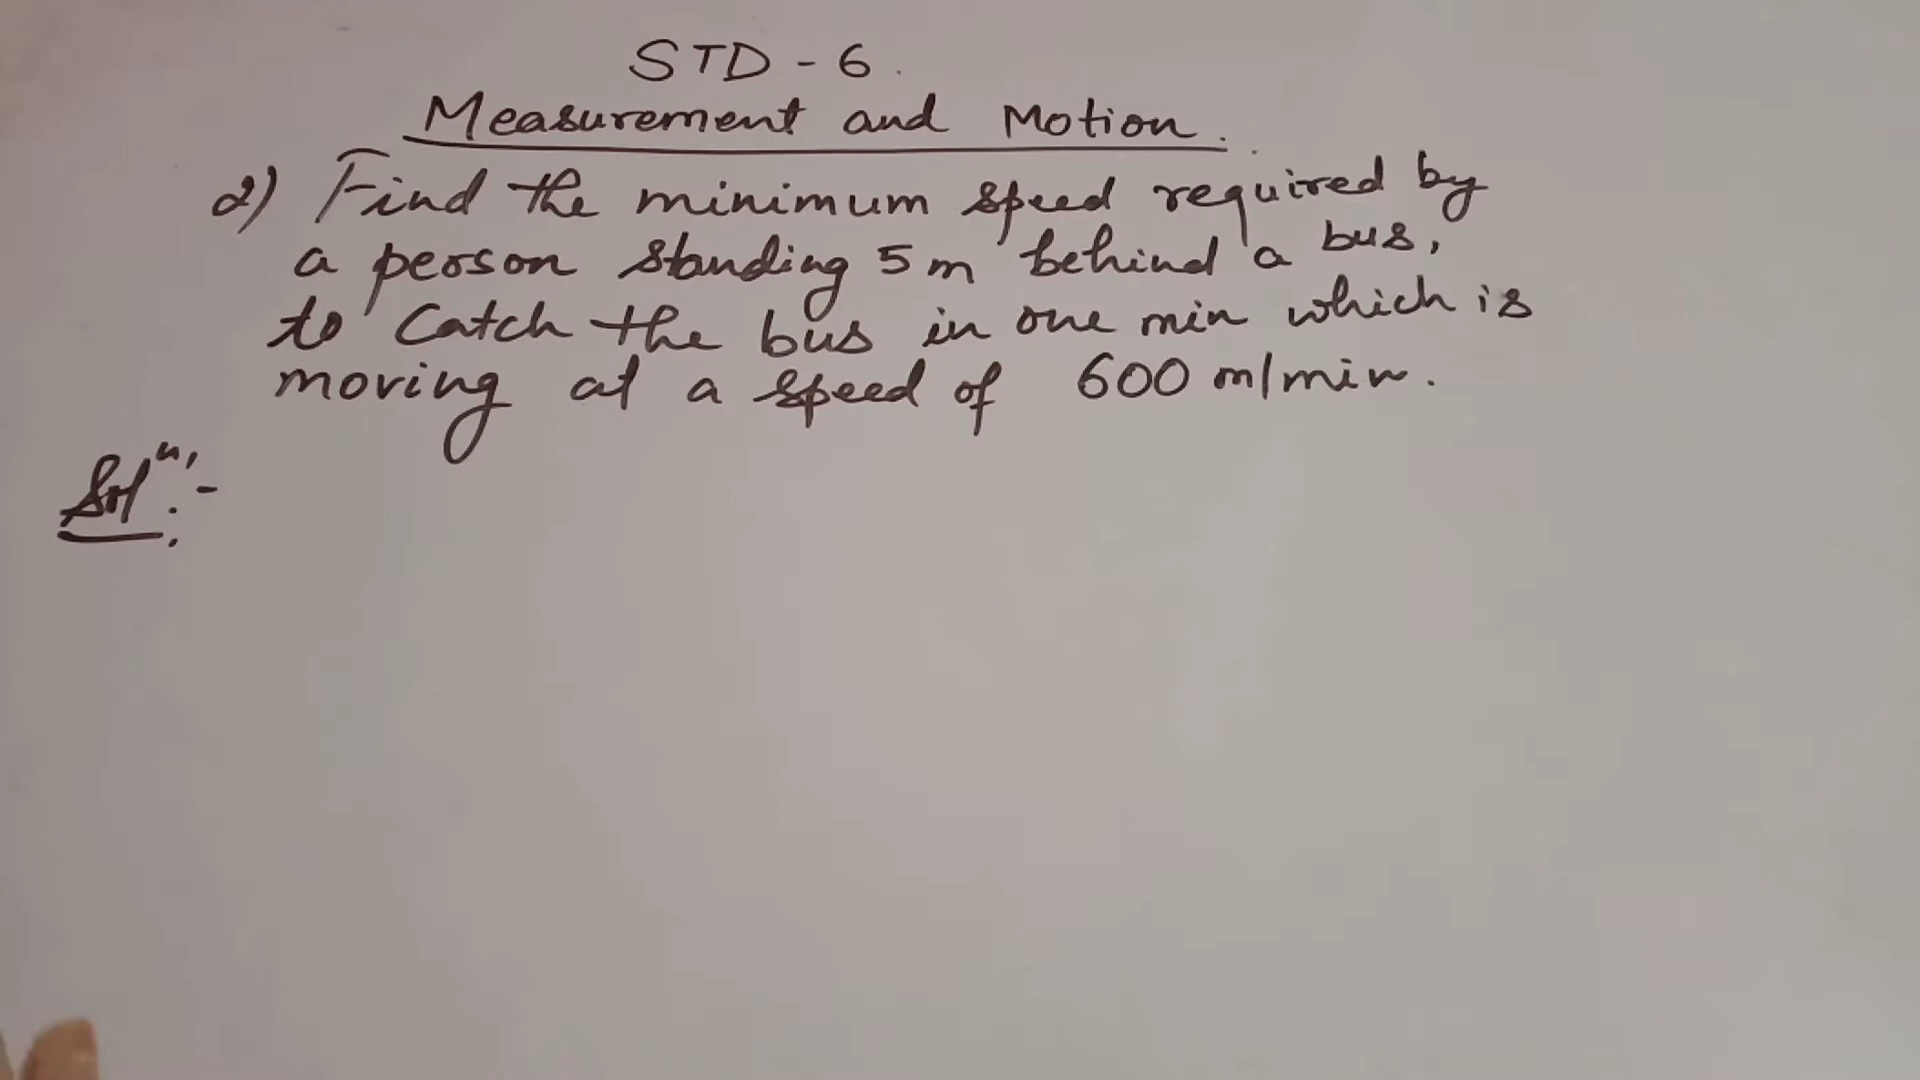 STD - 6.
Measurement and Motion.
2) Find the minimum speed required by
a person standing 5 m behind a bus,
to Catch the bus in one min which is
moving at a speed of 600 m/min.
Solⁿ:-